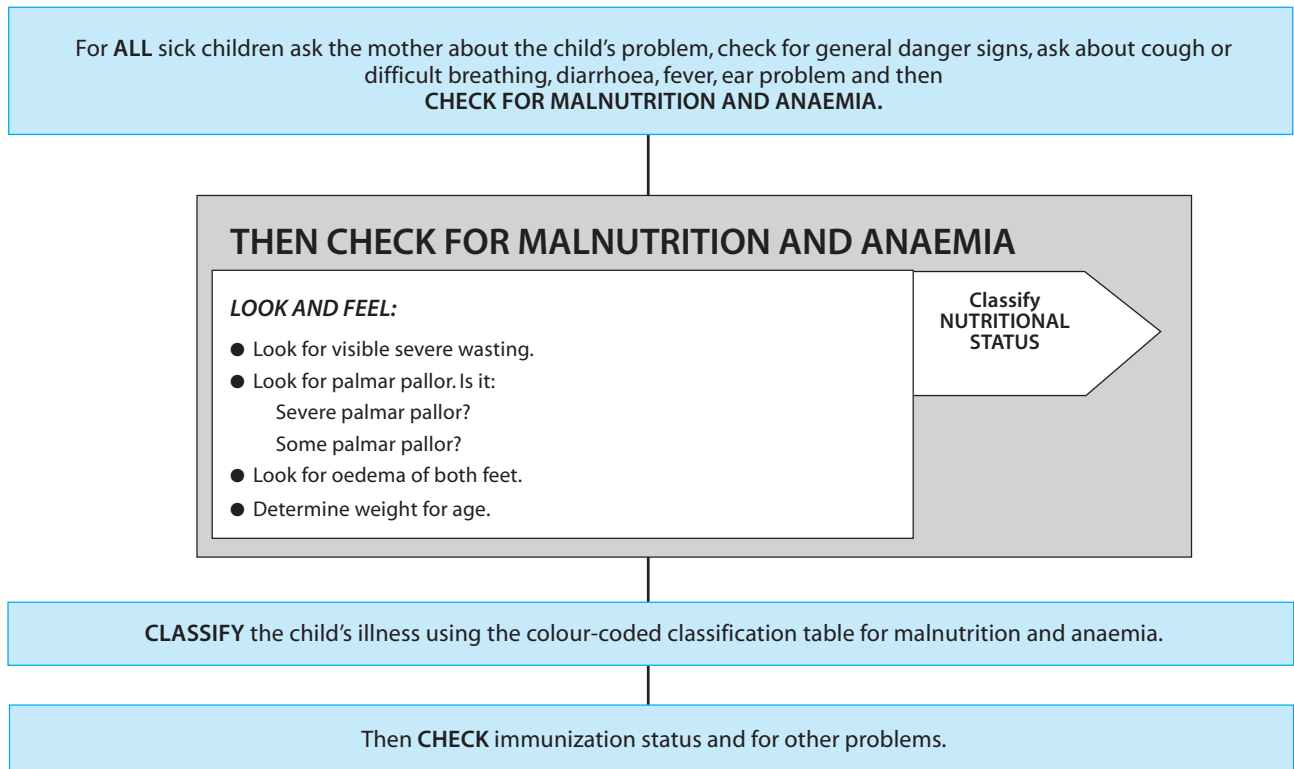 For ALL sick children ask the mother about the child’s problem, check for general danger signs, ask about cough or
difficult breathing, diarrhoea, fever, ear problem and then
CHECK FOR MALNUTRITION AND ANAEMIA.
THEN CHECK FOR MALNUTRITION AND ANAEMIA
LOOK AND FEEL:
● Look for visible severe wasting.
● Look for palmar pallor. Is it:
Severe palmar pallor?
Some palmar pallor?
● Look for oedema of both feet.
● Determine weight for age.
Classify
NUTRITIONAL
STATUS
CLASSIFY the child’s illness using the colour-coded classification table for malnutrition and anaemia.
Then CHECK immunization status and for other problems.